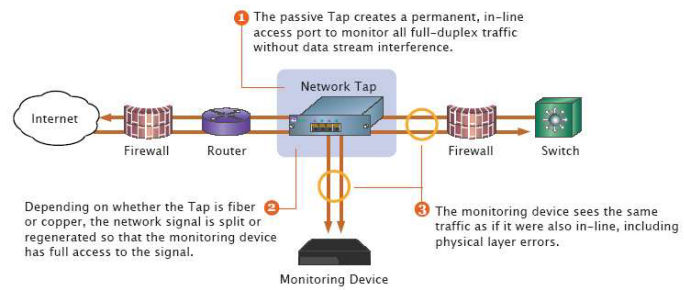 1 The passive Tap creates a permanent, in-line
access port to monitor all full-duplex traffic
without data stream interference.
Network Tap
Internet
Firewall
Router
Firewall
Switch
Depending on whether the Tap is fiber 2
or copper, the network signal is split or
regenerated so that the monitoring device
has full access to the signal.
3 The monitoring device sees the same
traffic as if it were also in-line, including
physical layer errors.
Monitoring Device